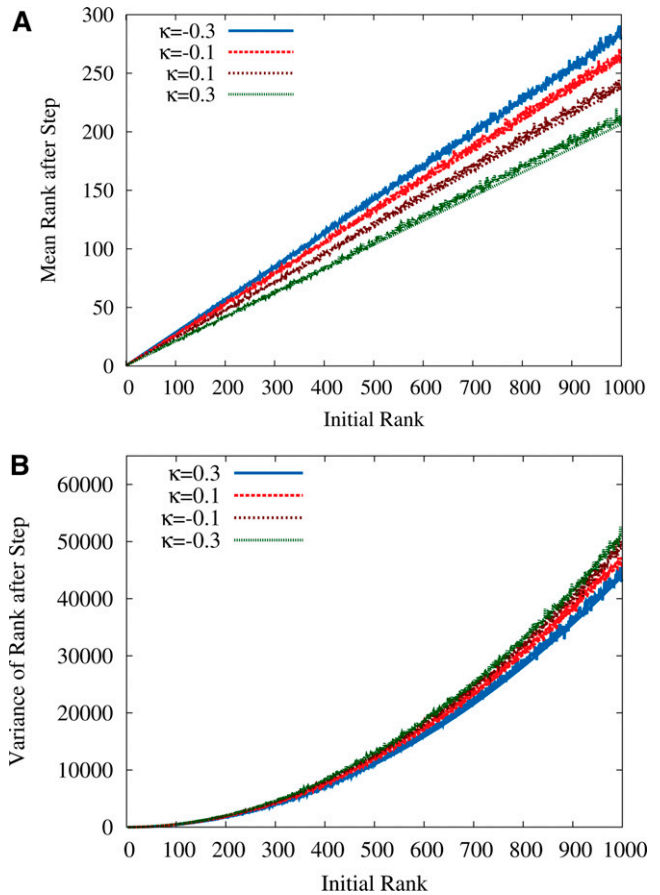 A
300
250
200
150
100
50
0
Mean Rank after Step
κ=-0.3
κ=-0.1
κ=0.1
κ=0.3
0 100 200 300 400 500 600 700 800 900 1000
Initial Rank
B
60000
50000
40000
30000
20000
10000
0
Variance of Rank after Step
κ=0.3
κ=0.1
κ=-0.1
κ=-0.3
0 100 200 300 400 500 600 700 800 900 1000
Initial Rank